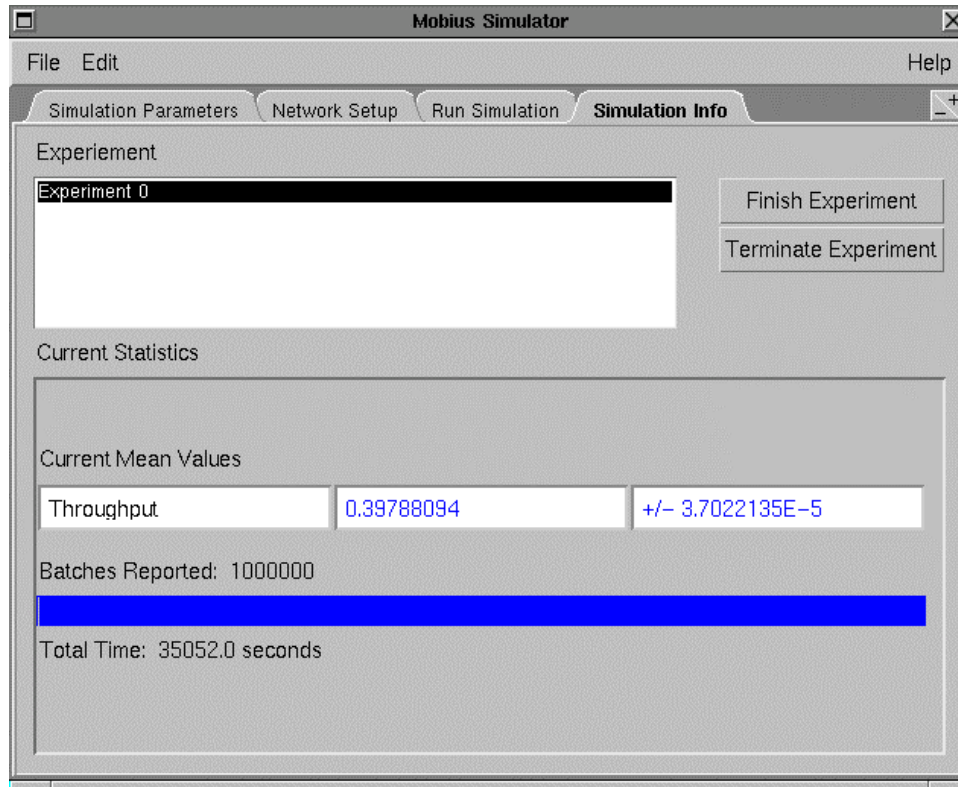 Mobius Simulator
File Edit Help
Simulation Parameters Network Setup Run Simulation Simulation Info
Experiement
Experiment 0
Finish Experiment
Terminate Experiment
Current Statistics
Current Mean Values
Throughput 0.39788094 +/− 3.7022135E−5
Batches Reported: 1000000
Total Time: 35052.0 seconds